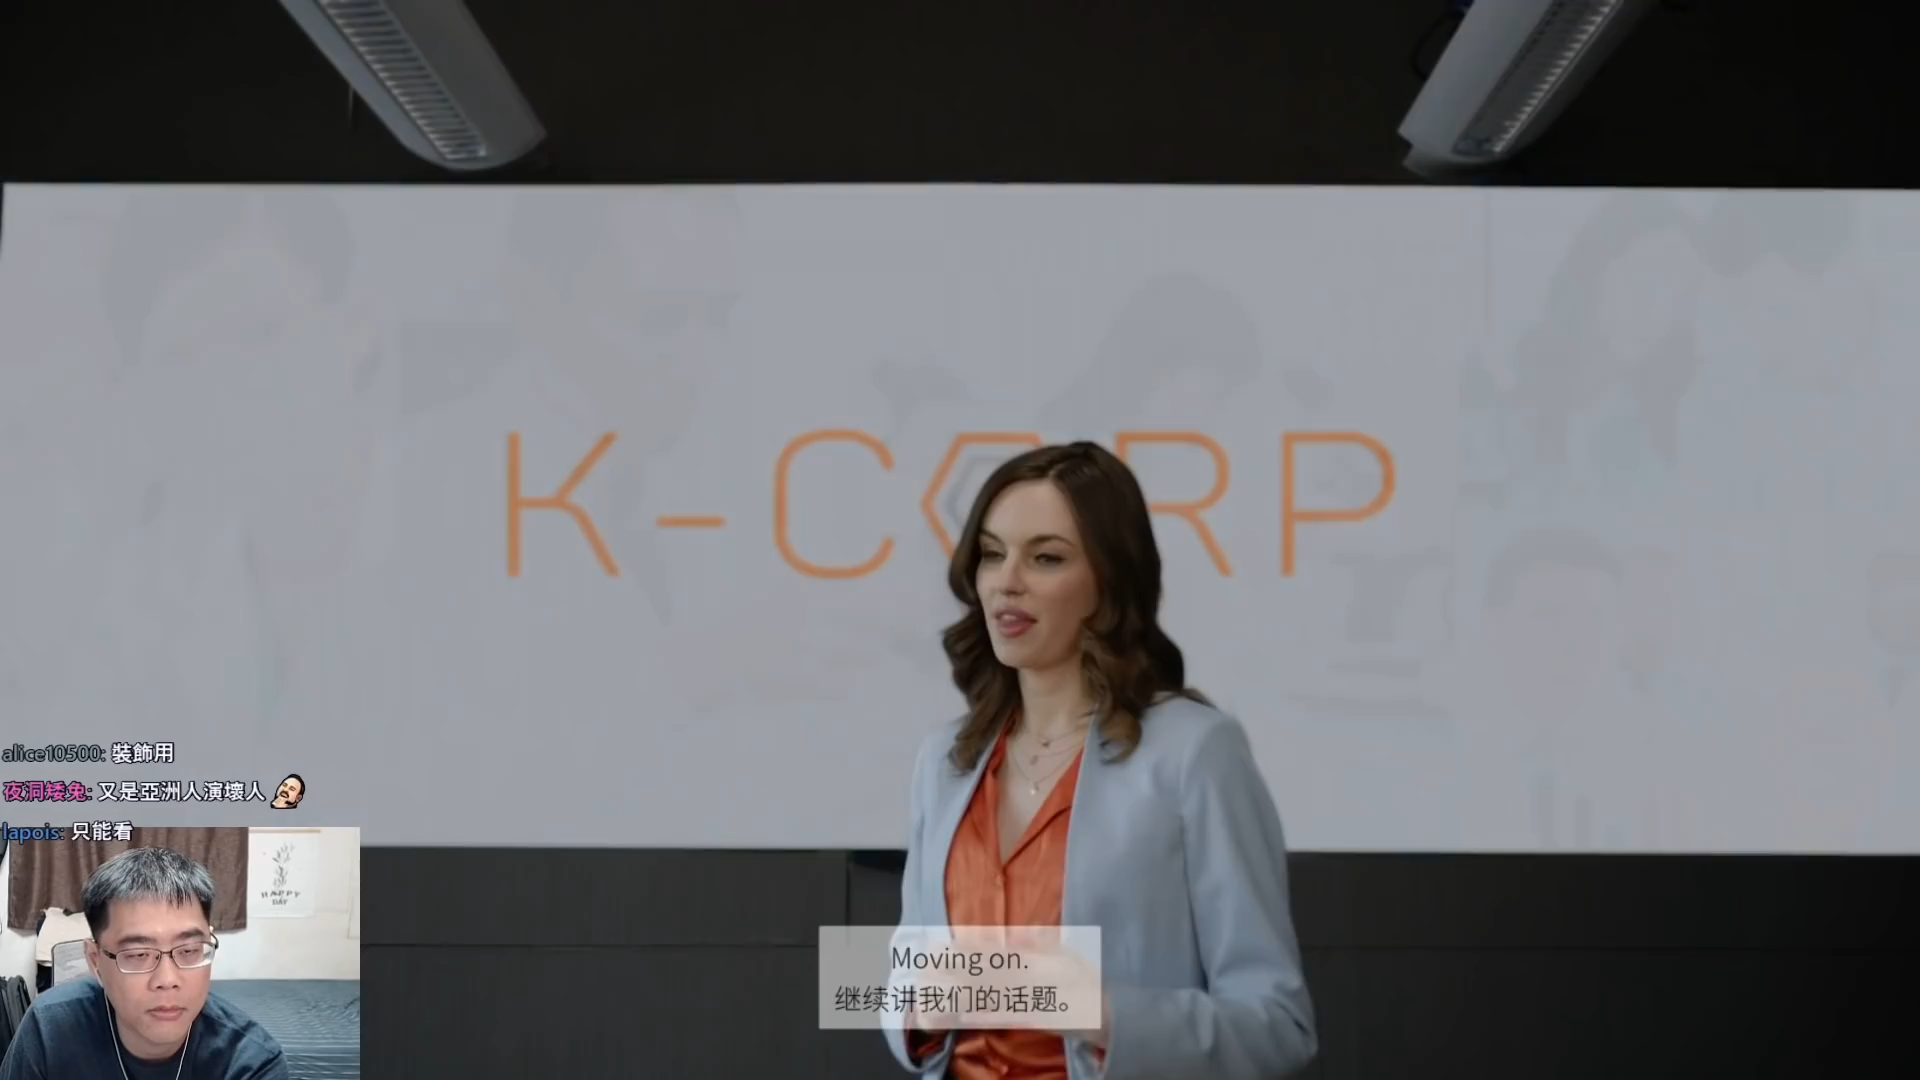 K-CORP
alice10500: 裝飾用
夜洞矮兔: 又是亞洲人演壞人
lapois: 只能看
HAPPY
DAY
Moving on.
继续讲我们的话题。